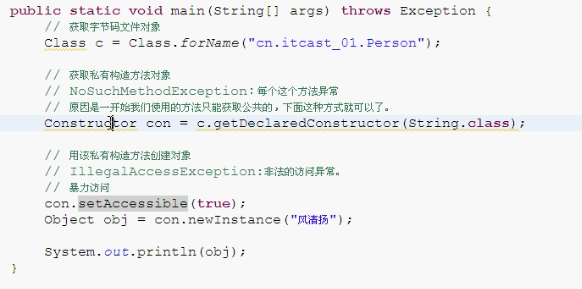 public static void main(String[] args) throws Exception {
// 获取字节码文件对象
Class c = Class.forName("cn.itcast_01.Person");
// 获取私有构造方法对象
// NoSuchMethodException：每个这个方法异常
// 原因是一开始我们使用的方法只能获取公共的，下面这种方式就可以了。
Constructor con = c.getDeclaredConstructor(String.class);
// 用该私有构造方法创建对象
// IllegalAccessException:非法的访问异常。
// 暴力访问
con.setAccessible(true);
Object obj = con.newInstance("风清扬");
System.out.println(obj);
}